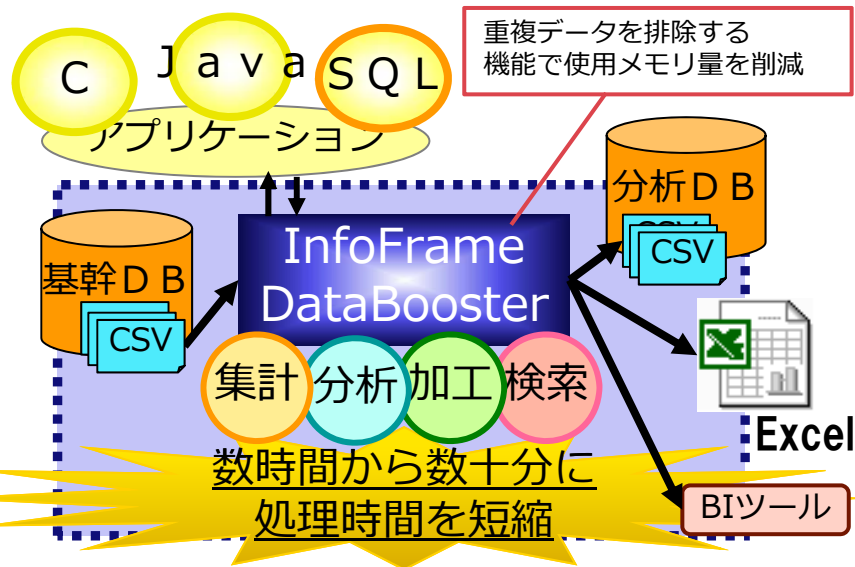 重複データを排除する
機能で使用メモリ量を削減
C
Ｊａｖａ
ＳＱＬ
アプリケーション
分析ＤＢ
CSV
CSV
InfoFrame
DataBooster
基幹ＤＢ
CSV
集計
分析
加工
検索
Excel
数時間から数十分に
処理時間を短縮
BIツール